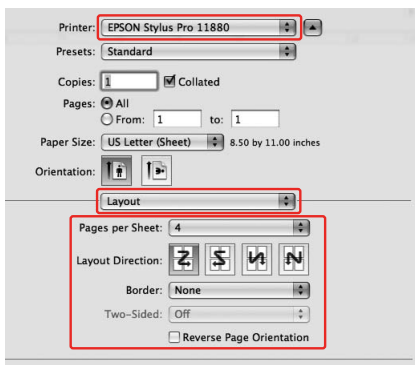 Printer: EPSON Stylus Pro 11880
Presets: Standard
Copies: 1 Collated
Pages: All
From: 1 to: 1
Paper Size: US Letter (Sheet) 8.50 by 11.00 inches
Orientation:
Layout
Pages per Sheet: 4
Layout Direction:
Border: None
Two-Sided: Off
Reverse Page Orientation